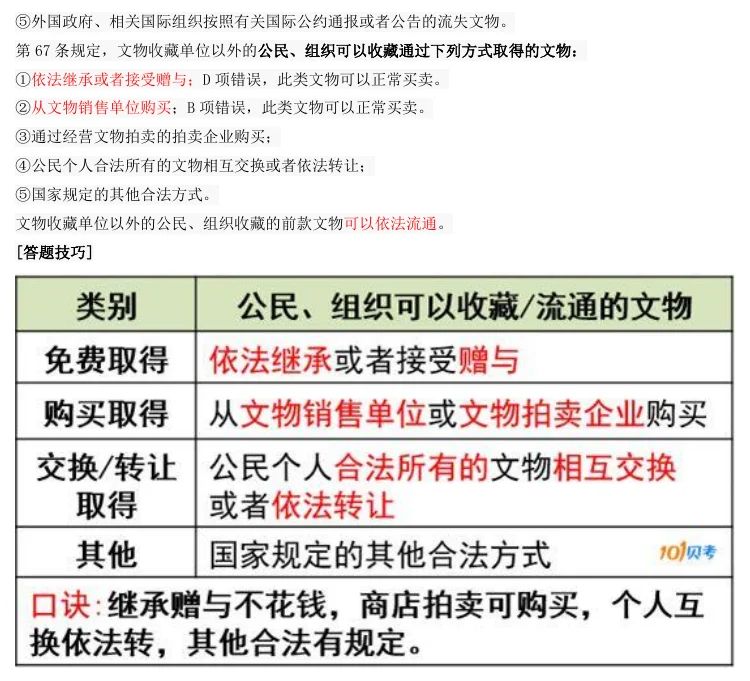 ⑤外国政府、相关国际组织按照有关国际公约通报或者公告的流失文物。
第 67 条规定，文物收藏单位以外的公民、组织可以收藏通过下列方式取得的文物：
①依法继承或者接受赠与；D 项错误，此类文物可以正常买卖。
②从文物销售单位购买；B 项错误，此类文物可以正常买卖。
③通过经营文物拍卖的拍卖企业购买；
④公民个人合法所有的文物相互交换或者依法转让；
⑤国家规定的其他合法方式。
文物收藏单位以外的公民、组织收藏的前款文物可以依法流通。
[答题技巧]
类别 公民、组织可以收藏/流通的文物
免费取得 依法继承或者接受赠与
购买取得 从文物销售单位或文物拍卖企业购买
交换/转让 公民个人合法所有的文物相互交换
取得 或者依法转让
其他 国家规定的其他合法方式 101贝考
口诀:继承赠与不花钱，商店拍卖可购买，个人互
换依法转，其他合法有规定。